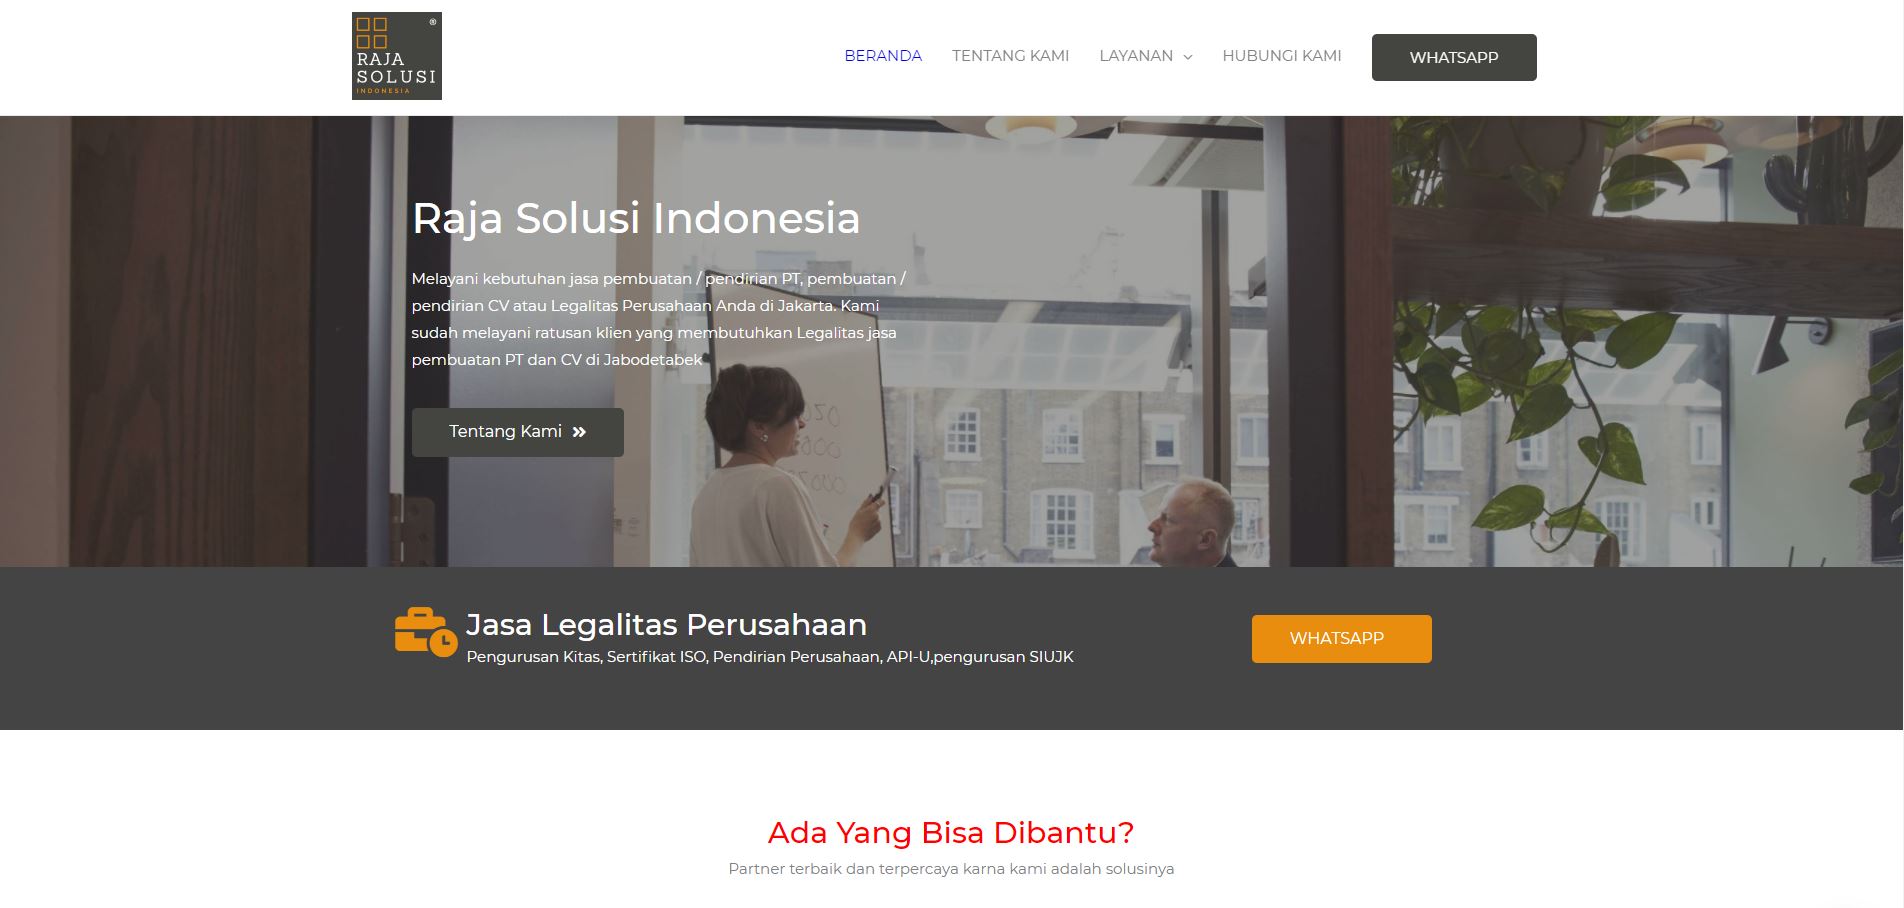 RAJA
SOLUSI
INDONESIA
®
BERANDA
TENTANG KAMI
LAYANAN
HUBUNGI KAMI
WHATSAPP
Raja Solusi Indonesia
Melayani kebutuhan jasa pembuatan / pendirian PT, pembuatan /
pendirian CV atau Legalitas Perusahaan Anda di Jakarta. Kami
sudah melayani ratusan klien yang membutuhkan Legalitas jasa
pembuatan PT dan CV di Jabodetabek
Tentang Kami
Jasa Legalitas Perusahaan
Pengurusan Kitas, Sertifikat ISO, Pendirian Perusahaan, API-U,pengurusan SIUJK
WHATSAPP
Ada Yang Bisa Dibantu?
Partner terbaik dan terpercaya karna kami adalah solusinya